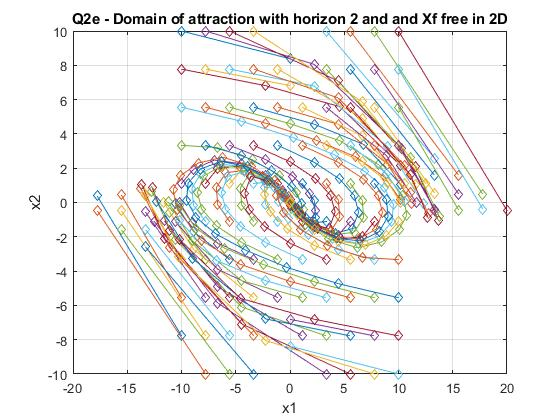 Q2e - Domain of attraction with horizon 2 and and Xf free in 2D
10
8
6
4
2
0
-2
-4
-6
-8
-10
x2
-20 -15 -10 -5 0 5 10 15 20
x1